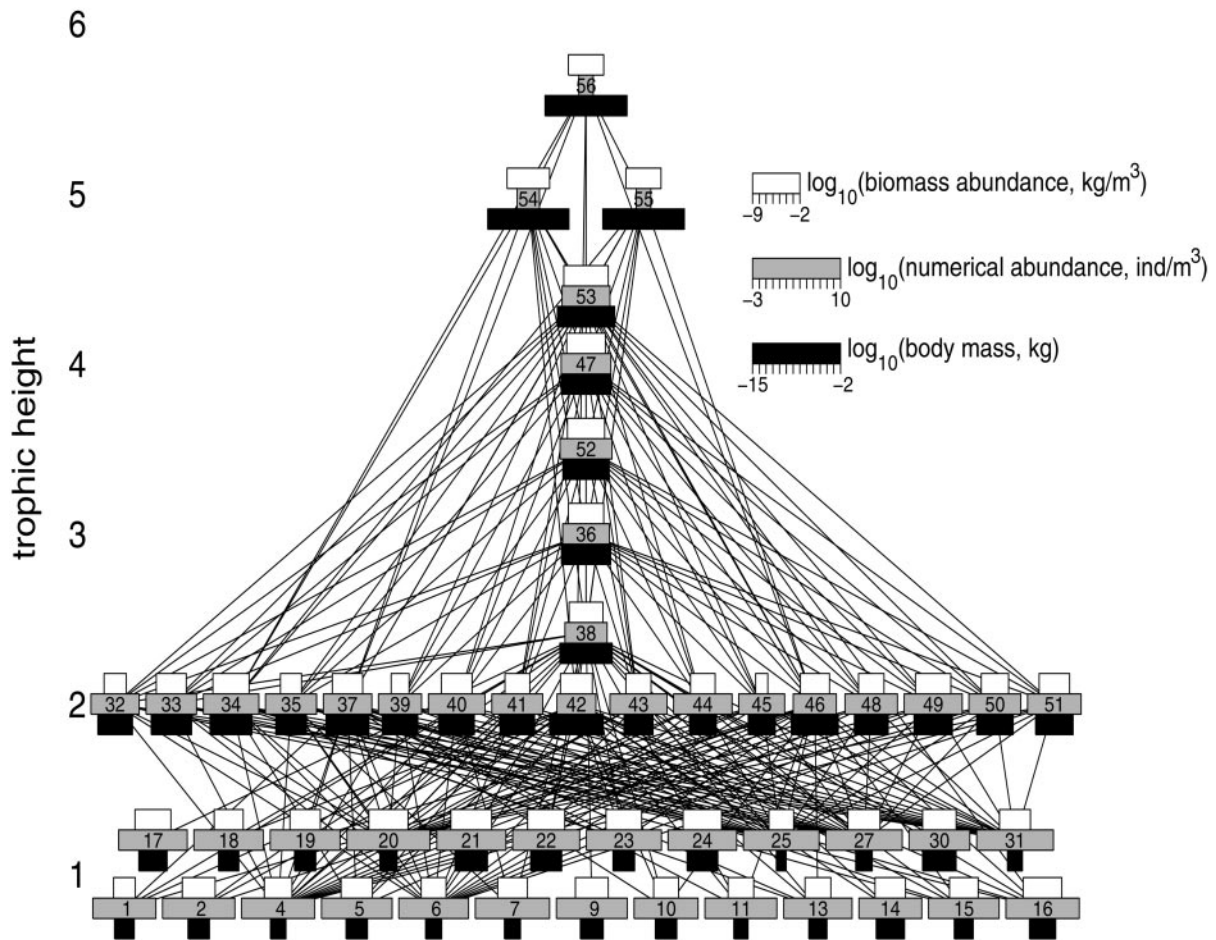 6
56
5
54 55
log10(biomass abundance, kg/m3)
-9 -2
log10(numerical abundance, ind/m3)
-3 10
log10(body mass, kg)
-15 -2
trophic height
53
4
47
52
3
36
38
2
32 33 34 35 37 39 40 41 42 43 44 45 46 48 49 50 51
17 18 19 20 21 22 23 24 25 27 30 31
1
1 2 4 5 6 7 9 10 11 13 14 15 16